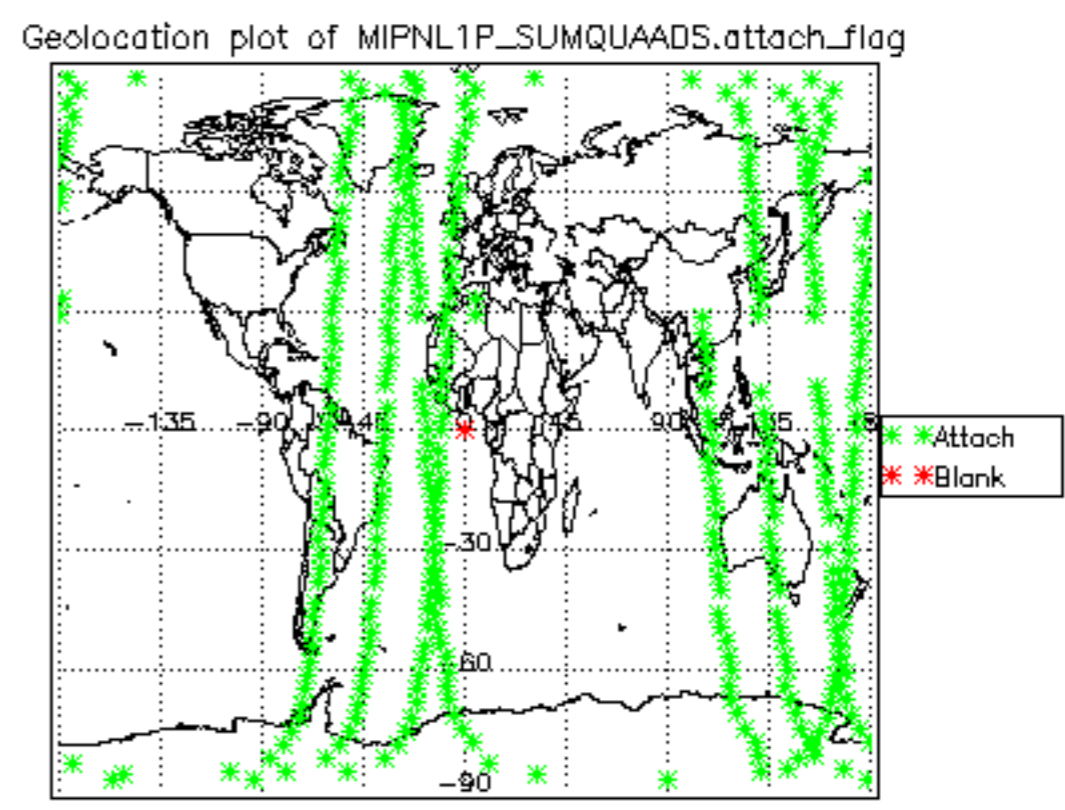 Geolocation plot of MIPNL1P_SUMQUAADS.attach_flag
-135 -90 45 45 90 135
Attach
Blank
-30
-60
-90